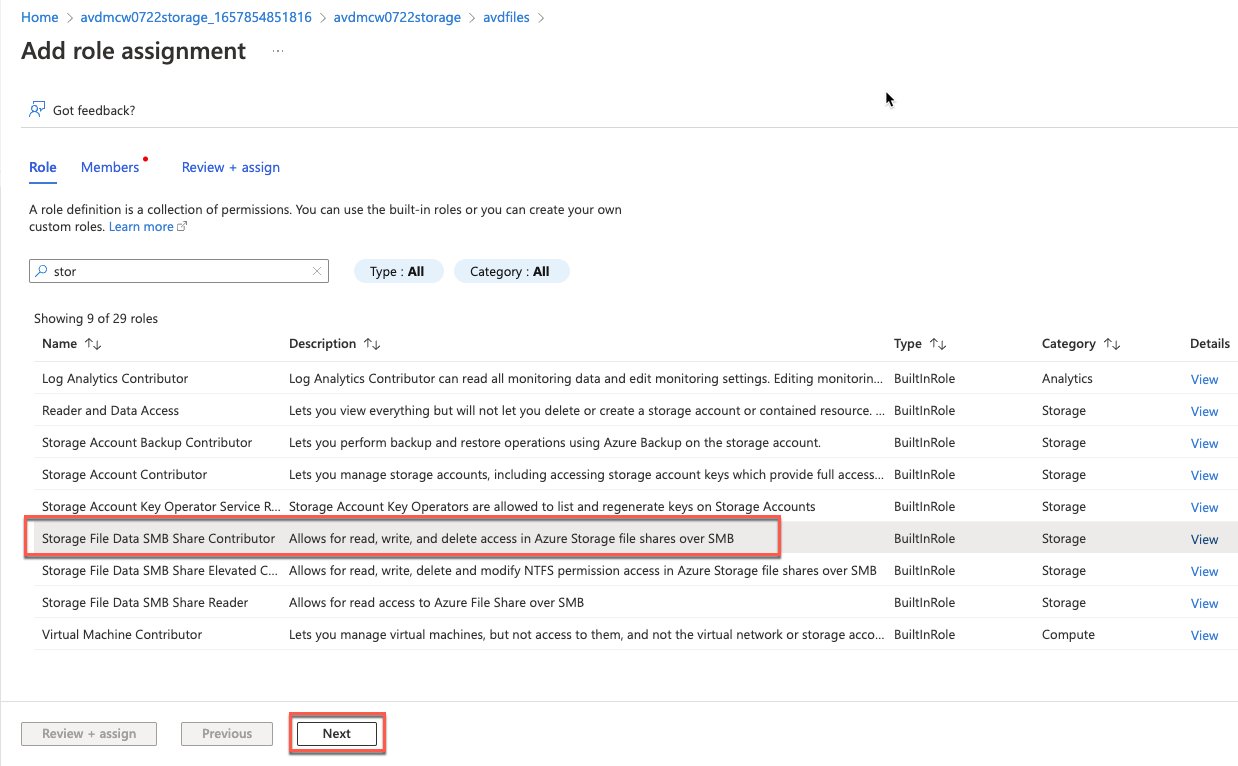 Home > avdmcw0722storage_1657854851816 > avdmcw0722storage > avdfiles >
Add role assignment ...
Got feedback?
Role Members Review + assign
A role definition is a collection of permissions. You can use the built-in roles or you can create your own
custom roles. Learn more
stor Type : All Category : All
Showing 9 of 29 roles
Name ↑↓ Description ↑↓ Type ↑↓ Category ↑↓ Details
Log Analytics Contributor Log Analytics Contributor can read all monitoring data and edit monitoring settings. Editing monitorin... BuiltInRole Analytics View
Reader and Data Access Lets you view everything but will not let you delete or create a storage account or contained resource. ... BuiltInRole Storage View
Storage Account Backup Contributor Lets you perform backup and restore operations using Azure Backup on the storage account. BuiltInRole Storage View
Storage Account Contributor Lets you manage storage accounts, including accessing storage account keys which provide full access... BuiltInRole Storage View
Storage Account Key Operator Service R... Storage Account Key Operators are allowed to list and regenerate keys on Storage Accounts BuiltInRole Storage View
Storage File Data SMB Share Contributor Allows for read, write, and delete access in Azure Storage file shares over SMB BuiltInRole Storage View
Storage File Data SMB Share Elevated C... Allows for read, write, delete and modify NTFS permission access in Azure Storage file shares over SMB BuiltInRole Storage View
Storage File Data SMB Share Reader Allows for read access to Azure File Share over SMB BuiltInRole Storage View
Virtual Machine Contributor Lets you manage virtual machines, but not access to them, and not the virtual network or storage acco... BuiltInRole Compute View
Review + assign Previous Next